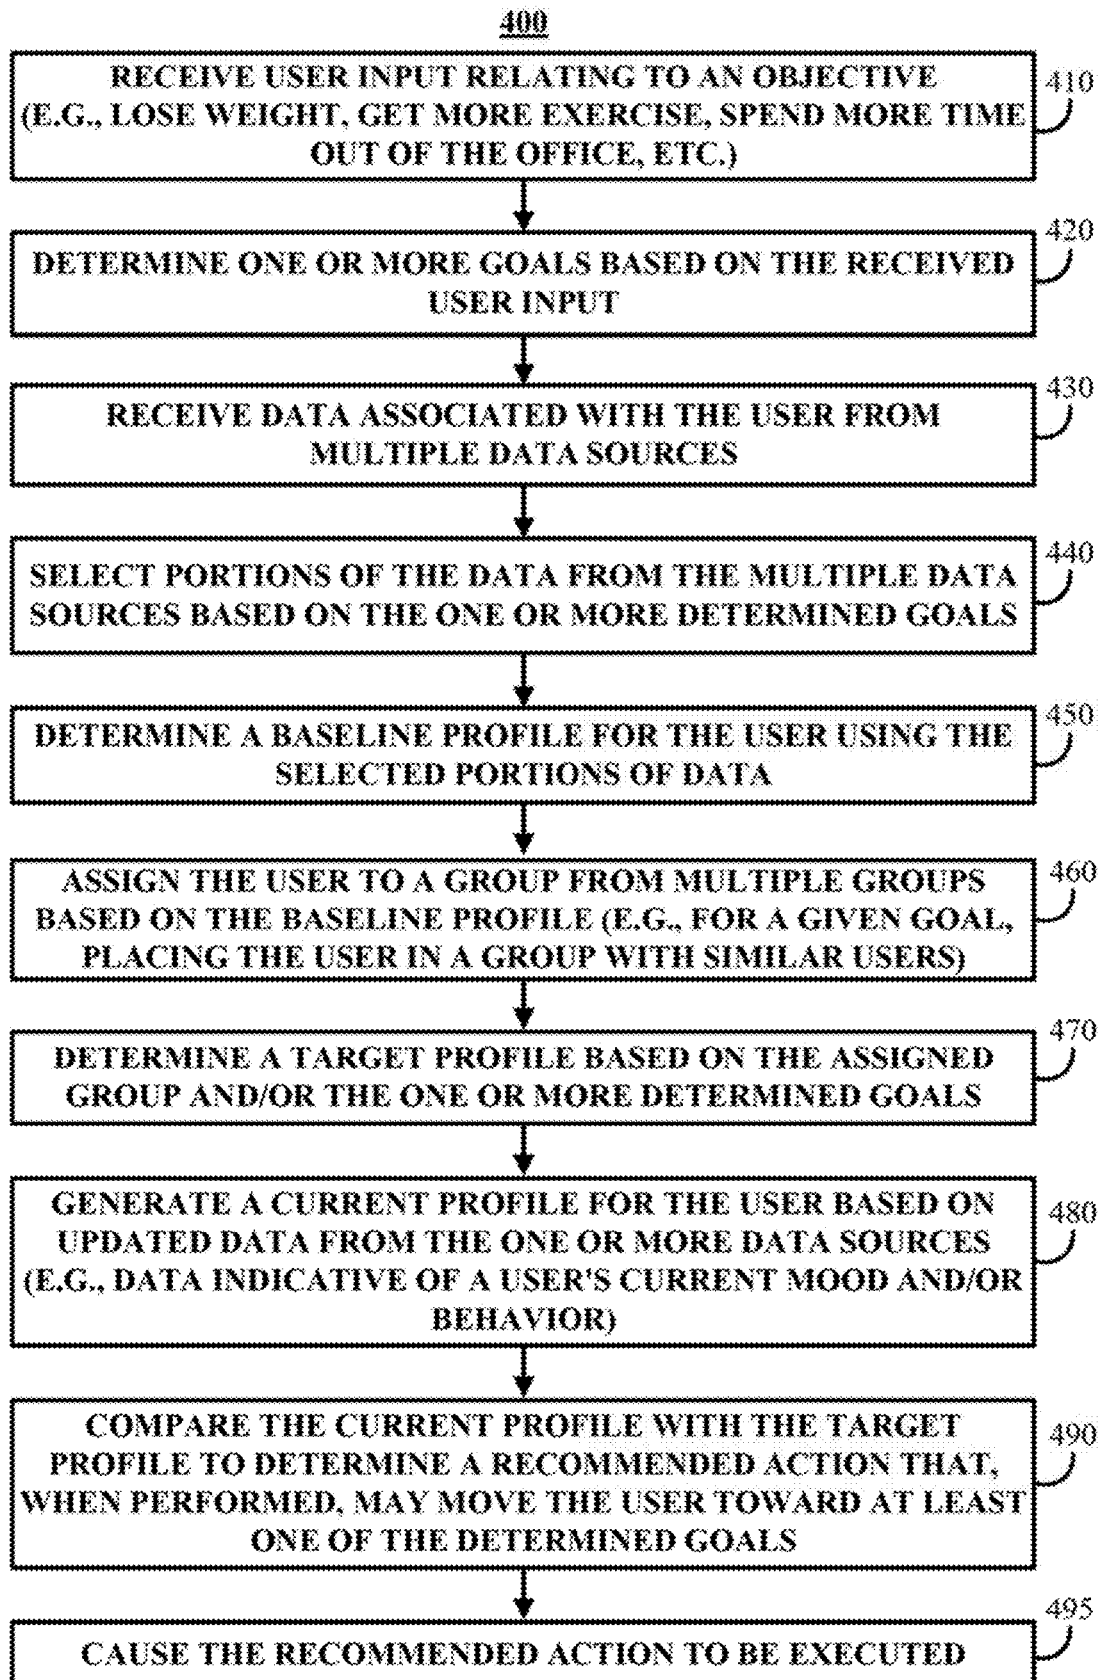 400
RECEIVE USER INPUT RELATING TO AN OBJECTIVE
(E.G., LOSE WEIGHT, GET MORE EXERCISE, SPEND MORE TIME
OUT OF THE OFFICE, ETC.)
410
DETERMINE ONE OR MORE GOALS BASED ON THE RECEIVED
USER INPUT
420
RECEIVE DATA ASSOCIATED WITH THE USER FROM
MULTIPLE DATA SOURCES
430
SELECT PORTIONS OF THE DATA FROM THE MULTIPLE DATA
SOURCES BASED ON THE ONE OR MORE DETERMINED GOALS
440
DETERMINE A BASELINE PROFILE FOR THE USER USING THE
SELECTED PORTIONS OF DATA
450
ASSIGN THE USER TO A GROUP FROM MULTIPLE GROUPS
BASED ON THE BASELINE PROFILE (E.G., FOR A GIVEN GOAL,
PLACING THE USER IN A GROUP WITH SIMILAR USERS)
460
DETERMINE A TARGET PROFILE BASED ON THE ASSIGNED
GROUP AND/OR THE ONE OR MORE DETERMINED GOALS
470
GENERATE A CURRENT PROFILE FOR THE USER BASED ON
UPDATED DATA FROM THE ONE OR MORE DATA SOURCES
(E.G., DATA INDICATIVE OF A USER'S CURRENT MOOD AND/OR
BEHAVIOR)
480
COMPARE THE CURRENT PROFILE WITH THE TARGET
PROFILE TO DETERMINE A RECOMMENDED ACTION THAT,
WHEN PERFORMED, MAY MOVE THE USER TOWARD AT LEAST
ONE OF THE DETERMINED GOALS
490
CAUSE THE RECOMMENDED ACTION TO BE EXECUTED
495